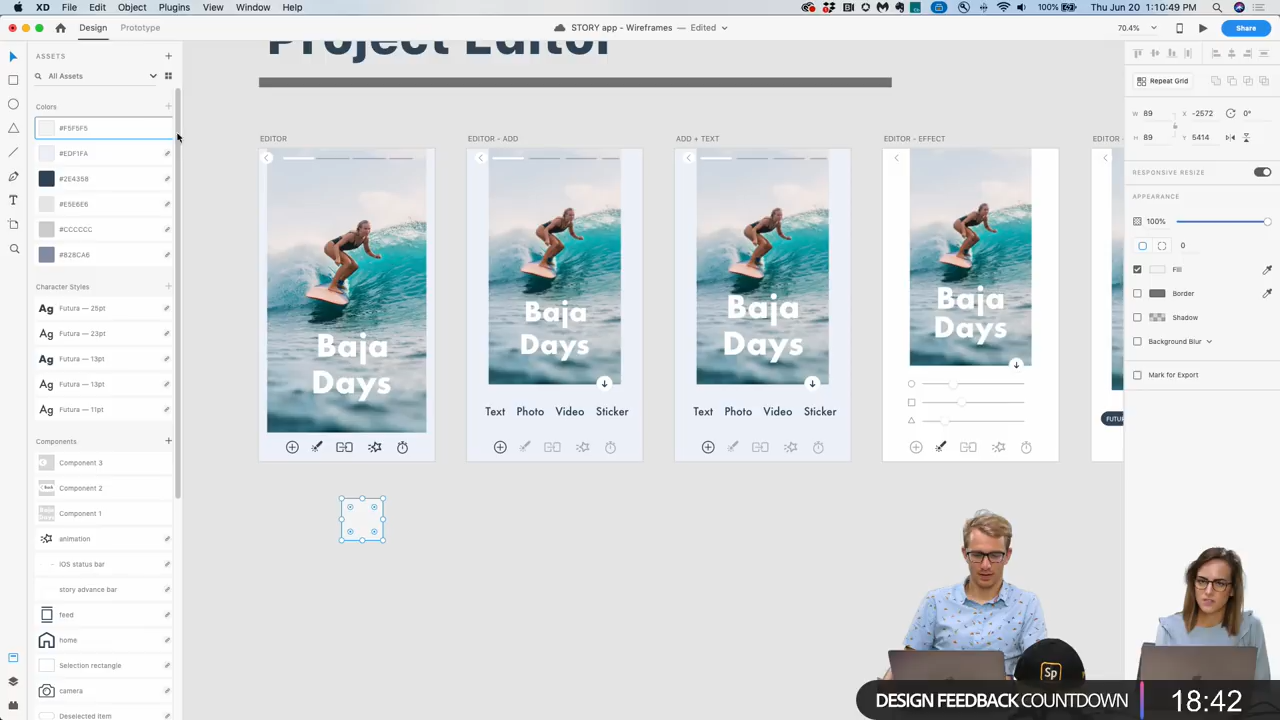 XD File Edit Object Plugins View Window Help
100% Thu Jun 20 1:10:49 PM
Design Prototype
STORY app - Wireframes – Edited
70.4%
Share
ASSETS
All Assets
Colors
#F5F5F5
#EDF1FA
#2E4358
#E5E6E6
#CCCCCC
#828CA6
Character Styles
Ag Futura — 25pt
Ag Futura — 23pt
Ag Futura — 13pt
Ag Futura — 13pt
Ag Futura — 11pt
Components
Component 3
Component 2
Component 1
animation
iOS status bar
story advance bar
feed
home
Selection rectangle
camera
Deselected Item
Project Editor
EDITOR
Baja
Days
EDITOR - ADD
Baja
Days
Text Photo Video Sticker
ADD + TEXT
Baja
Days
Text Photo Video Sticker
EDITOR - EFFECT
Baja
Days
EDITOR -
FUTU
Repeat Grid
W 89 X -2572 0°
H 89 Y 5414
RESPONSIVE RESIZE
APPEARANCE
100%
0
Fill
Border
Shadow
Background Blur
Mark for Export
Sp
DESIGN FEEDBACK COUNTDOWN 18:42